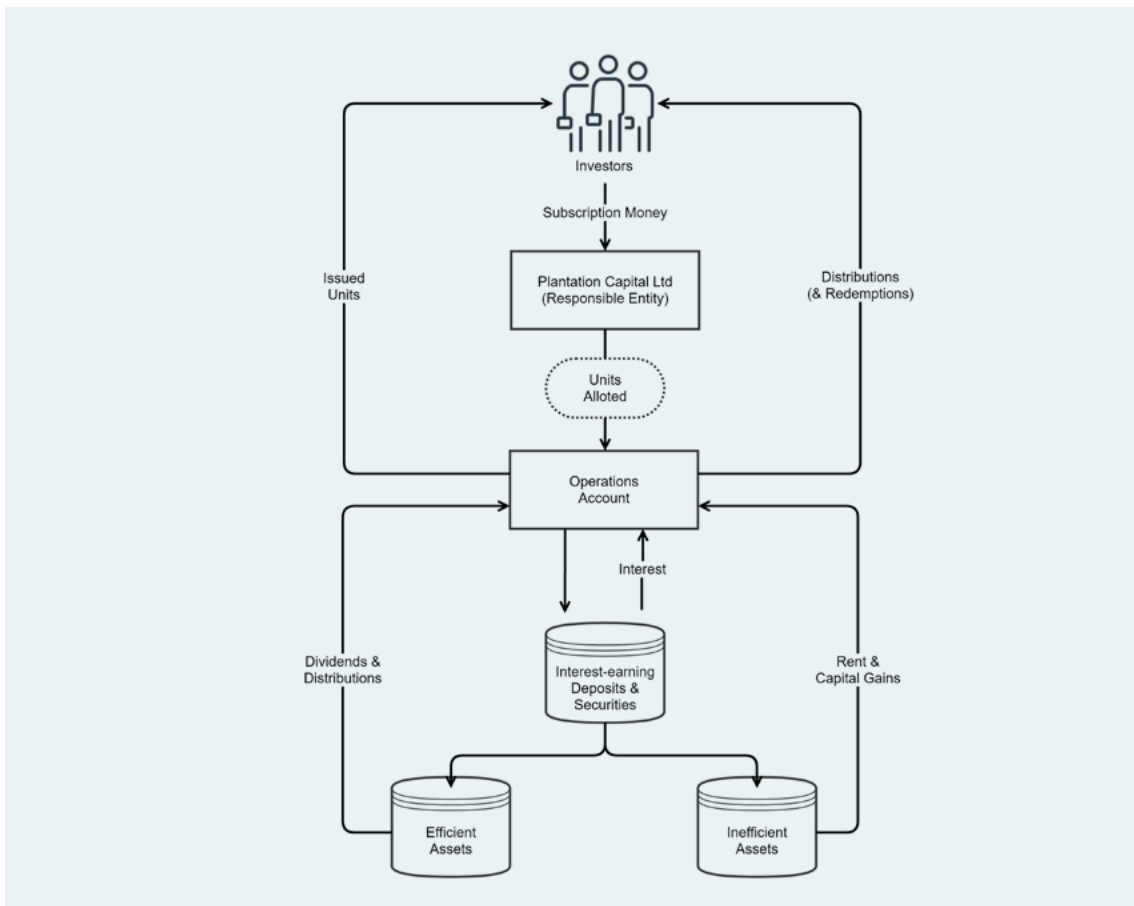 Investors
Subscription Money
Plantation Capital Ltd
(Responsible Entity)
Issued
Units
Distributions
(& Redemptions)
Units
Alloted
Operations
Account
Interest
Dividends &
Distributions
Interest-earning
Deposits &
Securities
Rent &
Capital Gains
Efficient
Assets
Inefficient
Assets